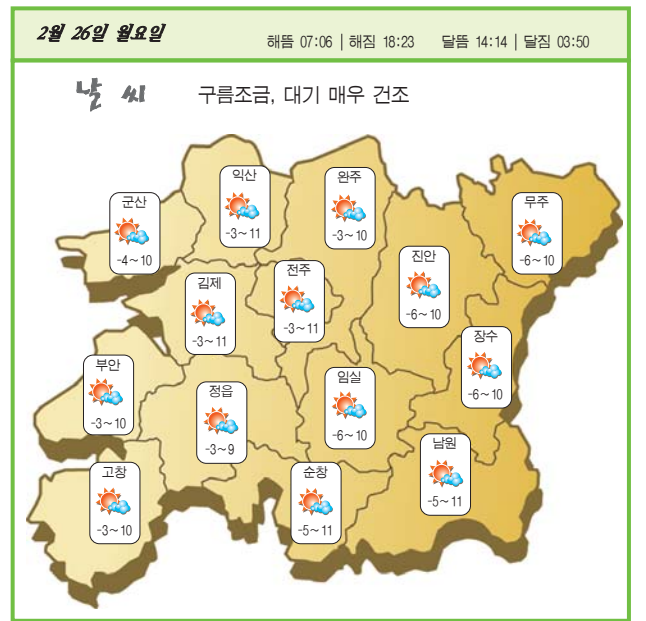 2월 26일 월요일
해뜸 07:06 | 해짐 18:23 달뜸 14:14 | 달짐 03:50
날 씨 구름조금, 대기 매우 건조
익산
-3~11
완주
-3~10
군산
-4~10
무주
-6~10
진안
-6~10
전주
-3~11
김제
-3~11
장수
-6~10
부안
-3~10
임실
-6~10
정읍
-3~9
남원
-5~11
고창
-3~10
순창
-5~11